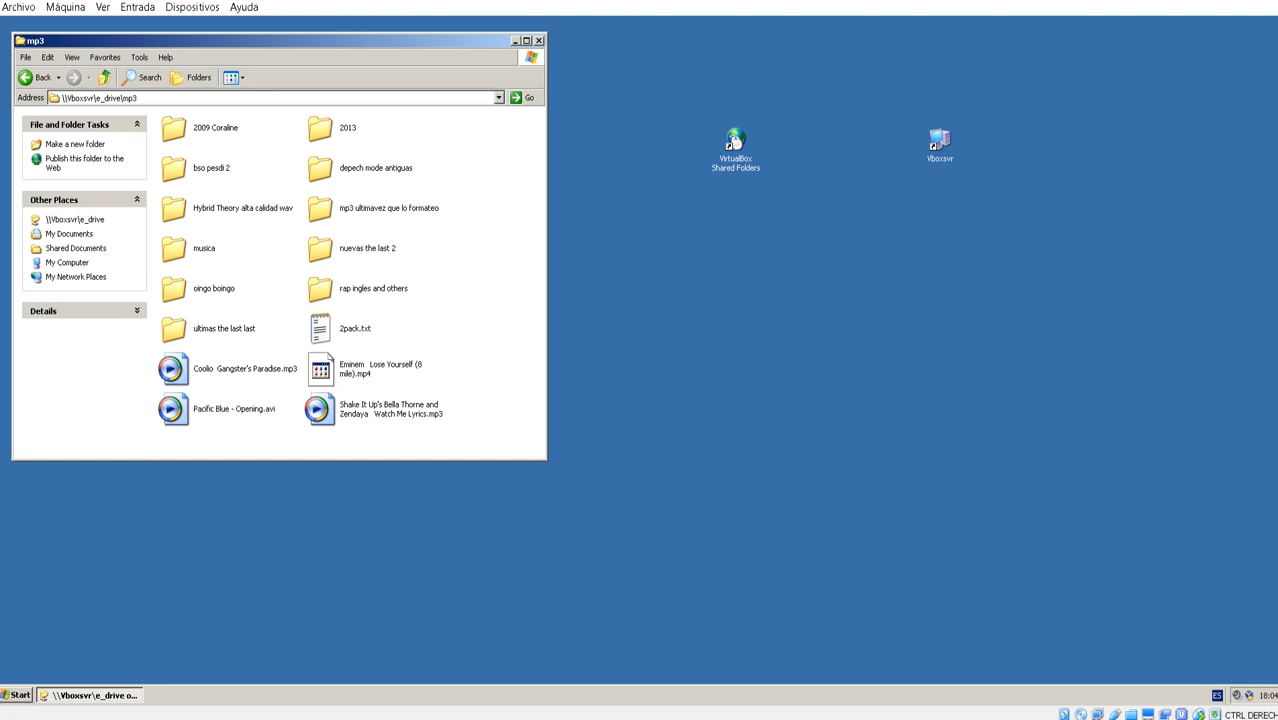 Archivo Máquina Ver Entrada Dispositivos Ayuda
mp3
File Edit View Favorites Tools Help
Back Search Folders
Address \\Vboxsvr\e_drive\mp3 Go
File and Folder Tasks
Make a new folder
Publish this folder to the
Web
Other Places
\\Vboxsvr\e_drive
My Documents
Shared Documents
My Computer
My Network Places
Details
2009 Coraline 2013
bso pesdi 2 depech mode antiguas
Hybrid Theory alta calidad wav mp3 ultimavez que lo formateo
musica nuevas the last 2
oingo boingo rap ingles and others
ultimas the last last 2pack.txt
Coolio Gangster's Paradise.mp3 Eminem Lose Yourself (8
mile).mp4
Pacific Blue - Opening.avi Shake It Up's Bella Thorne and
Zendaya Watch Me Lyrics.mp3
VirtualBox
Shared Folders
Vboxsvr
Start \\Vboxsvr\e_drive o... ES 18:04
CTRL DERECH